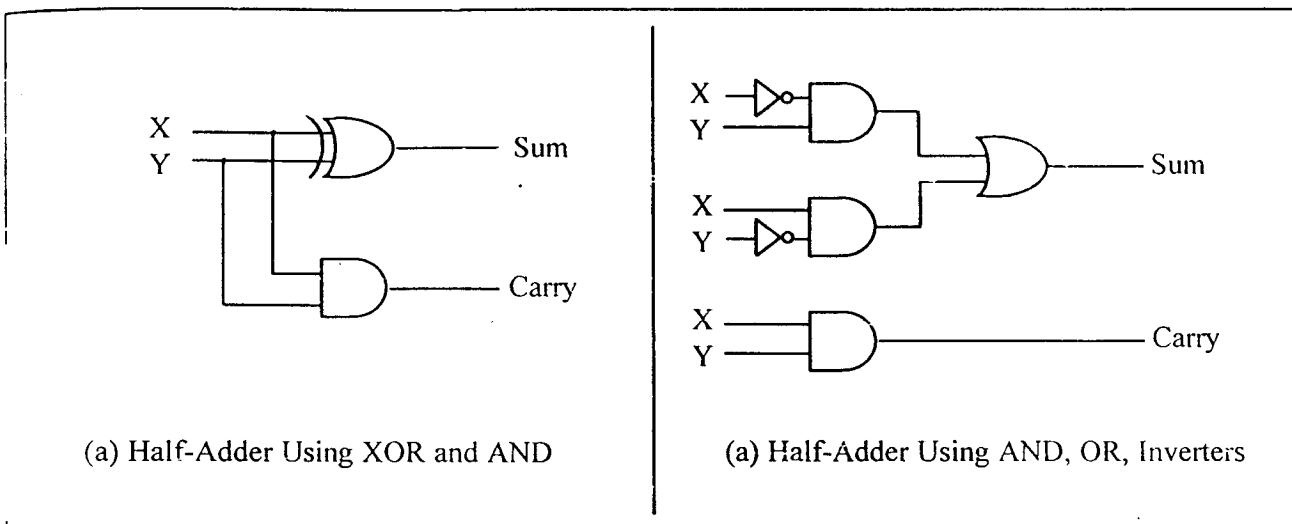 X
Y
Sum
Carry
(a) Half-Adder Using XOR and AND
X
Y
X
Y
Sum
X
Y
Carry
(a) Half-Adder Using AND, OR, Inverters